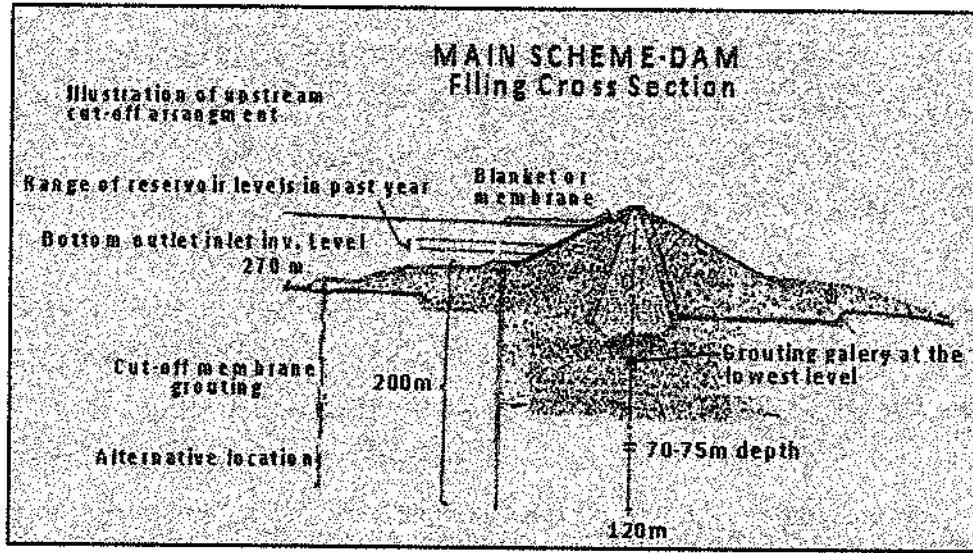 MAIN SCHEME-DAM
Filing Cross Section
Illustration of upstream
cut-off arrangment
Range of reservoir levels in past year
Blanket or
membrane
Bottom outlet inlet inv. Level
270 m
Cut-off membrane
grouting
200m
Grouting galery at the
lowest level
Alternative location
70-75m depth
120m